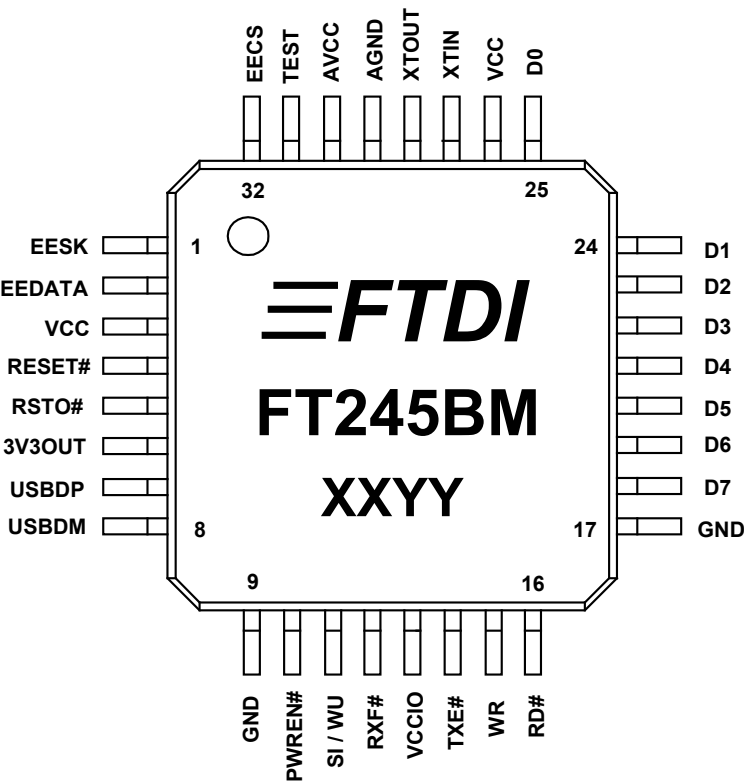 EECS
TEST
AVCC
AGND
XTOUT
XTIN
VCC
D0
32
25
EESK
1
24
D1
EEDATA
D2
VCC
D3
RESET#
D4
RSTO#
D5
3V3OUT
D6
USBDP
D7
USBDM
8
17
GND
FTDI
FT245BM
XXYY
9
16
GND
PWREN#
SI / WU
RXF#
VCCIO
TXE#
WR
RD#